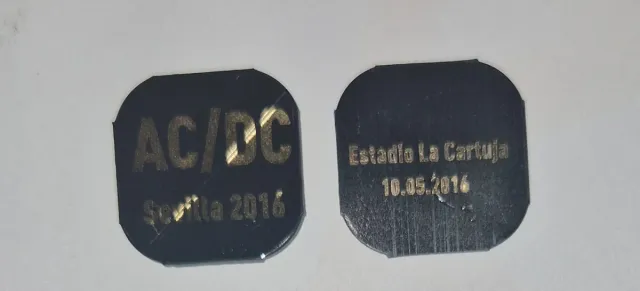 AC/DC
Sevilla 2016
Estadio La Cartuja
10.05.2016